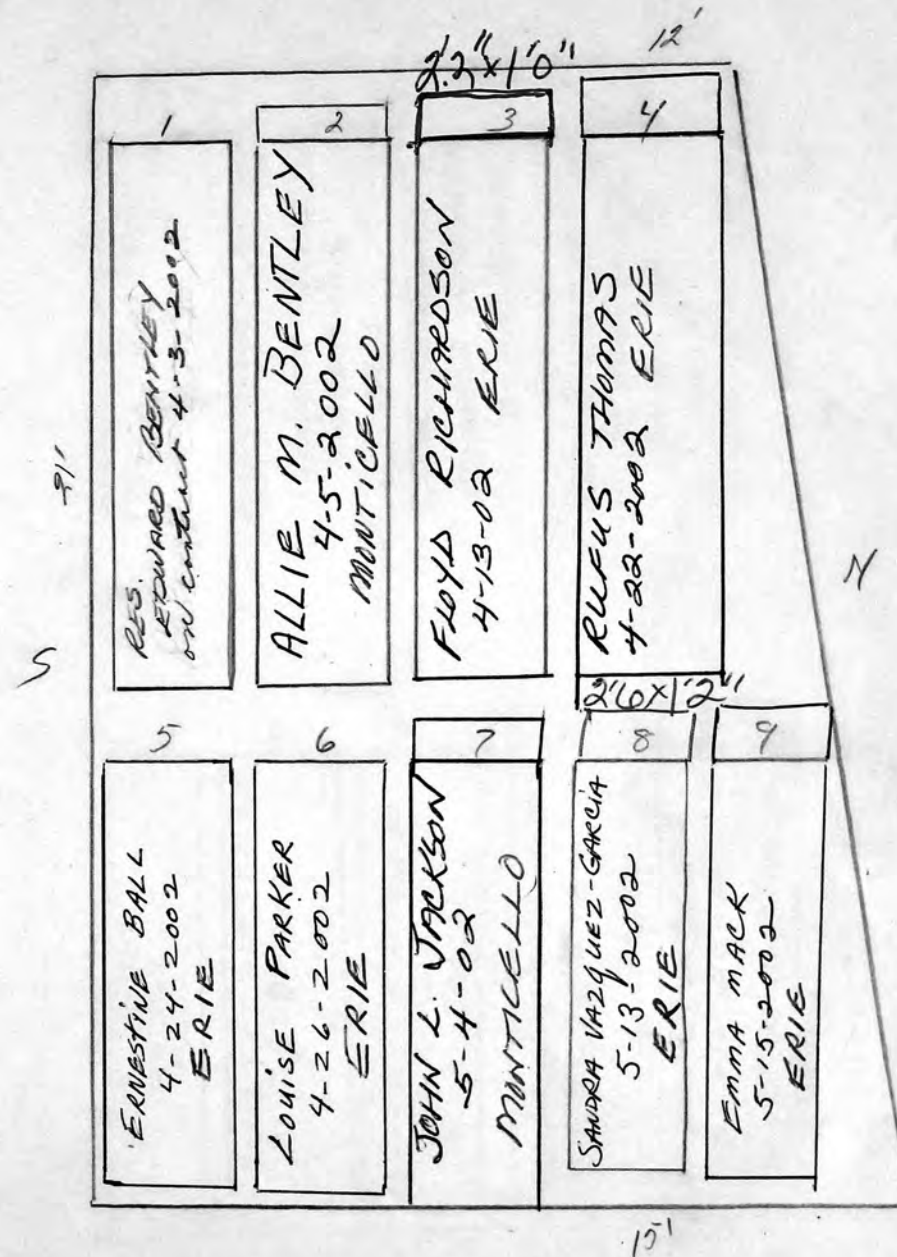 12'
2'.2" x 1'0"
1
2
3
4
RES.
EDWARD BENTLEY
on contract 4-3-2002
ALLIE M. BENTLEY
4-5-2002
MONTICELLO
FLOYD RICHARDSON
4-13-02 ERIE
RUFUS THOMAS
4-22-2002 ERIE
S
N
2'6 x 1'2"
5
6
7
8
9
ERNESTINE BALL
4-24-2002
ERIE
LOUISE PARKER
4-26-2002
ERIE
JOHN L. JACKSON
5-4-02
MONTICELLO
SANDRA VAZQUEZ-GARCIA
5-13-2002
ERIE
EMMA MACK
5-15-2002
ERIE
15'